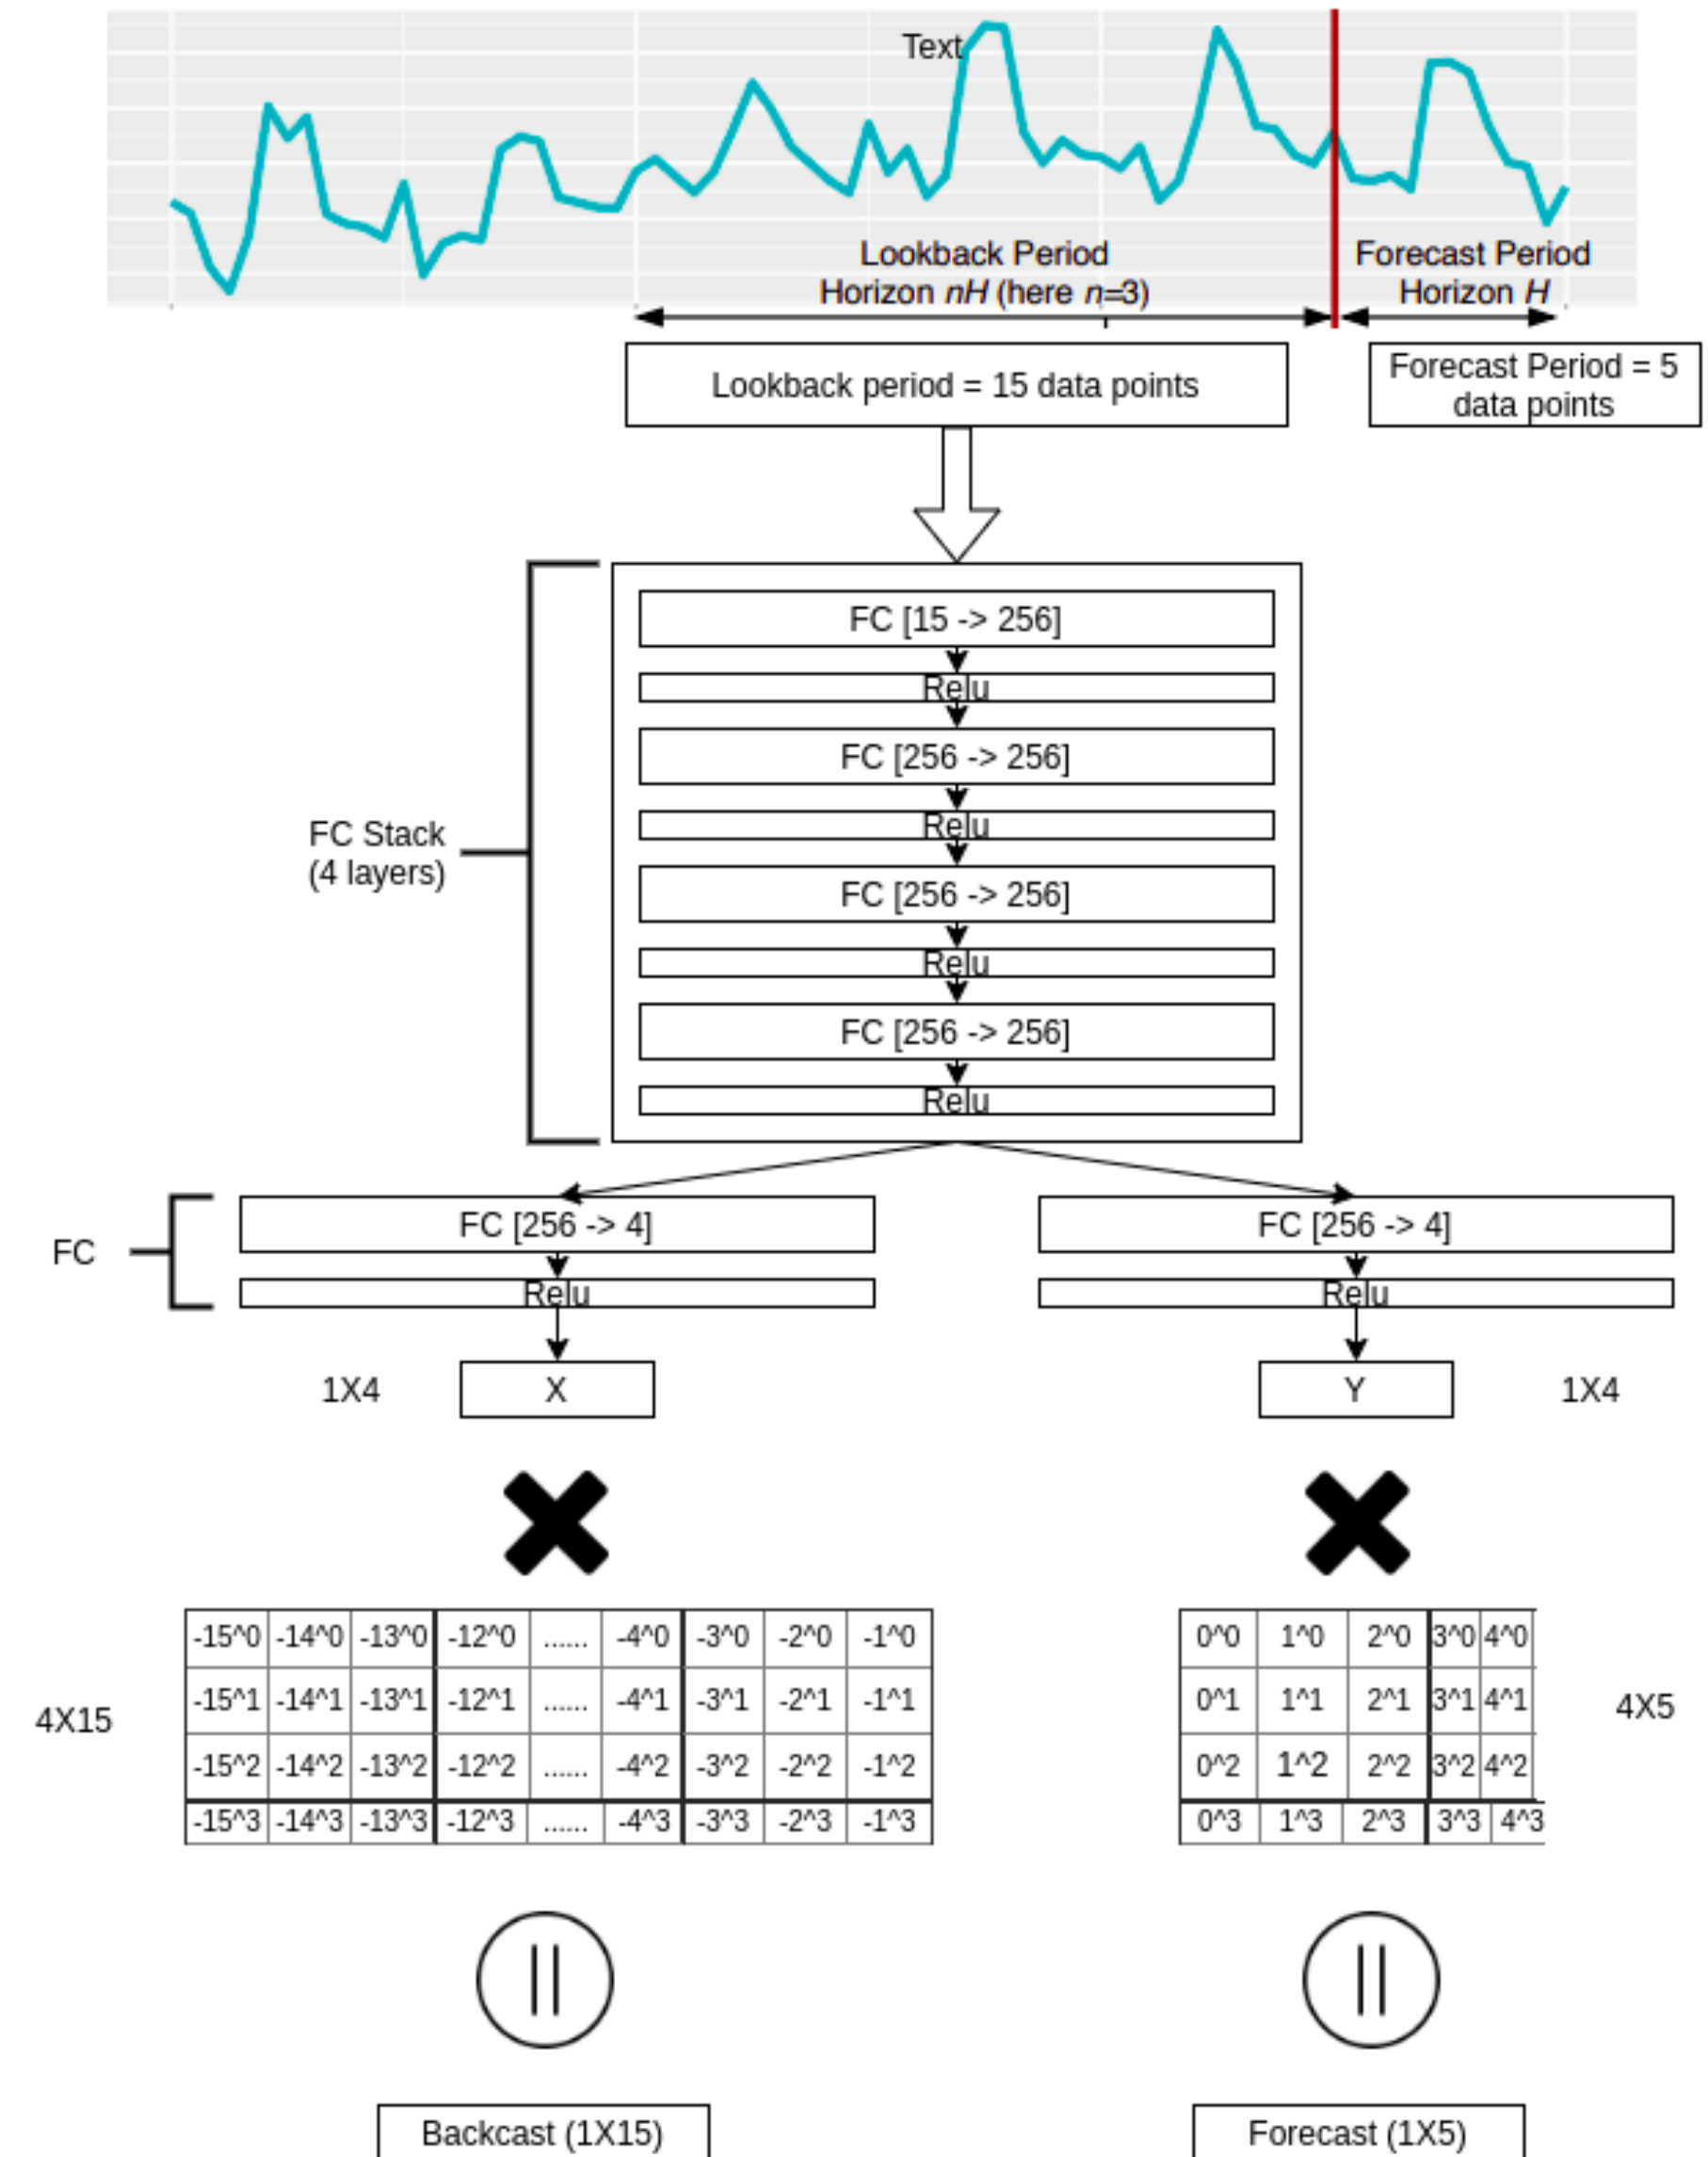 Text
Lookback Period
Horizon nH (here n=3)
Forecast Period
Horizon H
Lookback period = 15 data points
Forecast Period = 5
data points
FC [15 -> 256]
Relu
FC [256 -> 256]
Relu
FC Stack
(4 layers)
FC [256 -> 256]
Relu
FC [256 -> 256]
Relu
FC
FC [256 -> 4]
Relu
FC [256 -> 4]
Relu
1X4
X
Y
1X4
-15^0 -14^0 -13^0 -12^0 ...... -4^0 -3^0 -2^0 -1^0
-15^1 -14^1 -13^1 -12^1 ...... -4^1 -3^1 -2^1 -1^1
4X15
-15^2 -14^2 -13^2 -12^2 ...... -4^2 -3^2 -2^2 -1^2
-15^3 -14^3 -13^3 -12^3 ...... -4^3 -3^3 -2^3 -1^3
0^0 1^0 2^0 3^0 4^0
0^1 1^1 2^1 3^1 4^1
4X5
0^2 1^2 2^2 3^2 4^2
0^3 1^3 2^3 3^3 4^3
Backcast (1X15)
Forecast (1X5)